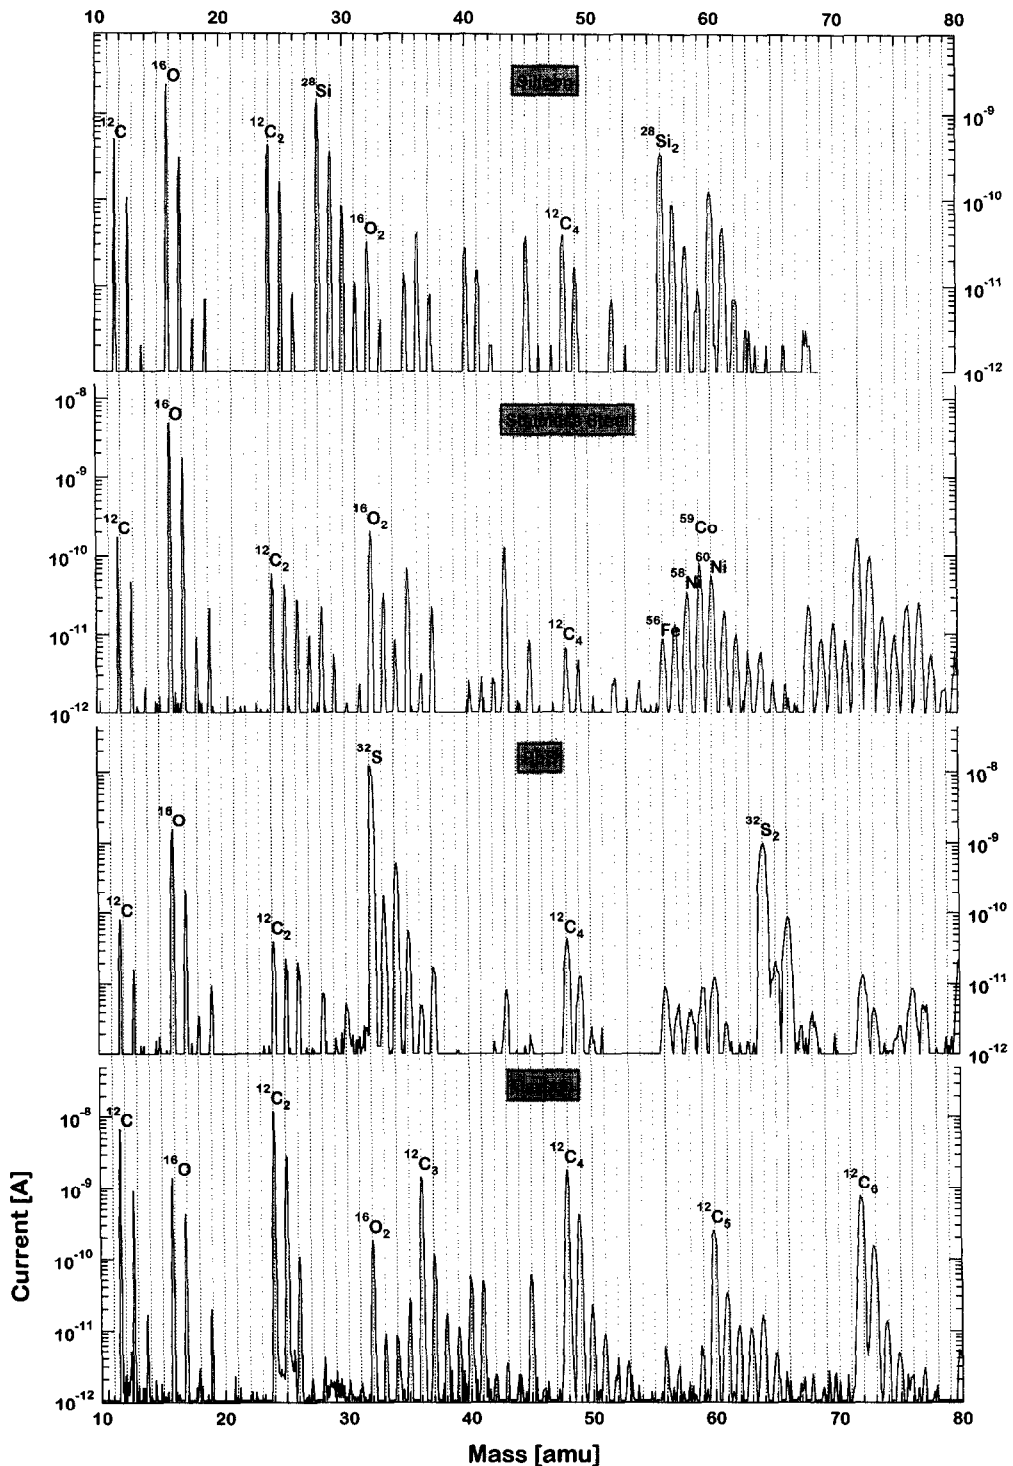 10 20 30 40 50 60 70 80
¹⁶O
²⁸Si
Silicon
10⁻⁹
¹²C ¹²C₂
²⁸Si₂
10⁻¹⁰
¹⁶O₂ ¹²C₄
10⁻¹¹
10⁻¹²
10⁻⁸
¹⁶O
Stainless Steel
10⁻⁹
¹²C ¹⁶O₂ ⁵⁹Co
10⁻¹⁰
¹²C₂ ⁵⁸Ni ⁶⁰Ni
10⁻¹¹
¹²C₄ ⁵⁶Fe
10⁻¹²
³²S
10⁻⁸
¹⁶O ³²S₂
10⁻⁹
¹²C ¹²C₂ ¹²C₄
10⁻¹⁰
10⁻¹¹
10⁻¹²
¹²C ¹²C₂
10⁻⁸
¹⁶O ¹²C₃ ¹²C₄ ¹²C₆
10⁻⁹
¹⁶O₂ ¹²C₅
10⁻¹⁰
10⁻¹¹
10⁻¹²
Current [A]
10 20 30 40 50 60 70 80
Mass [amu]